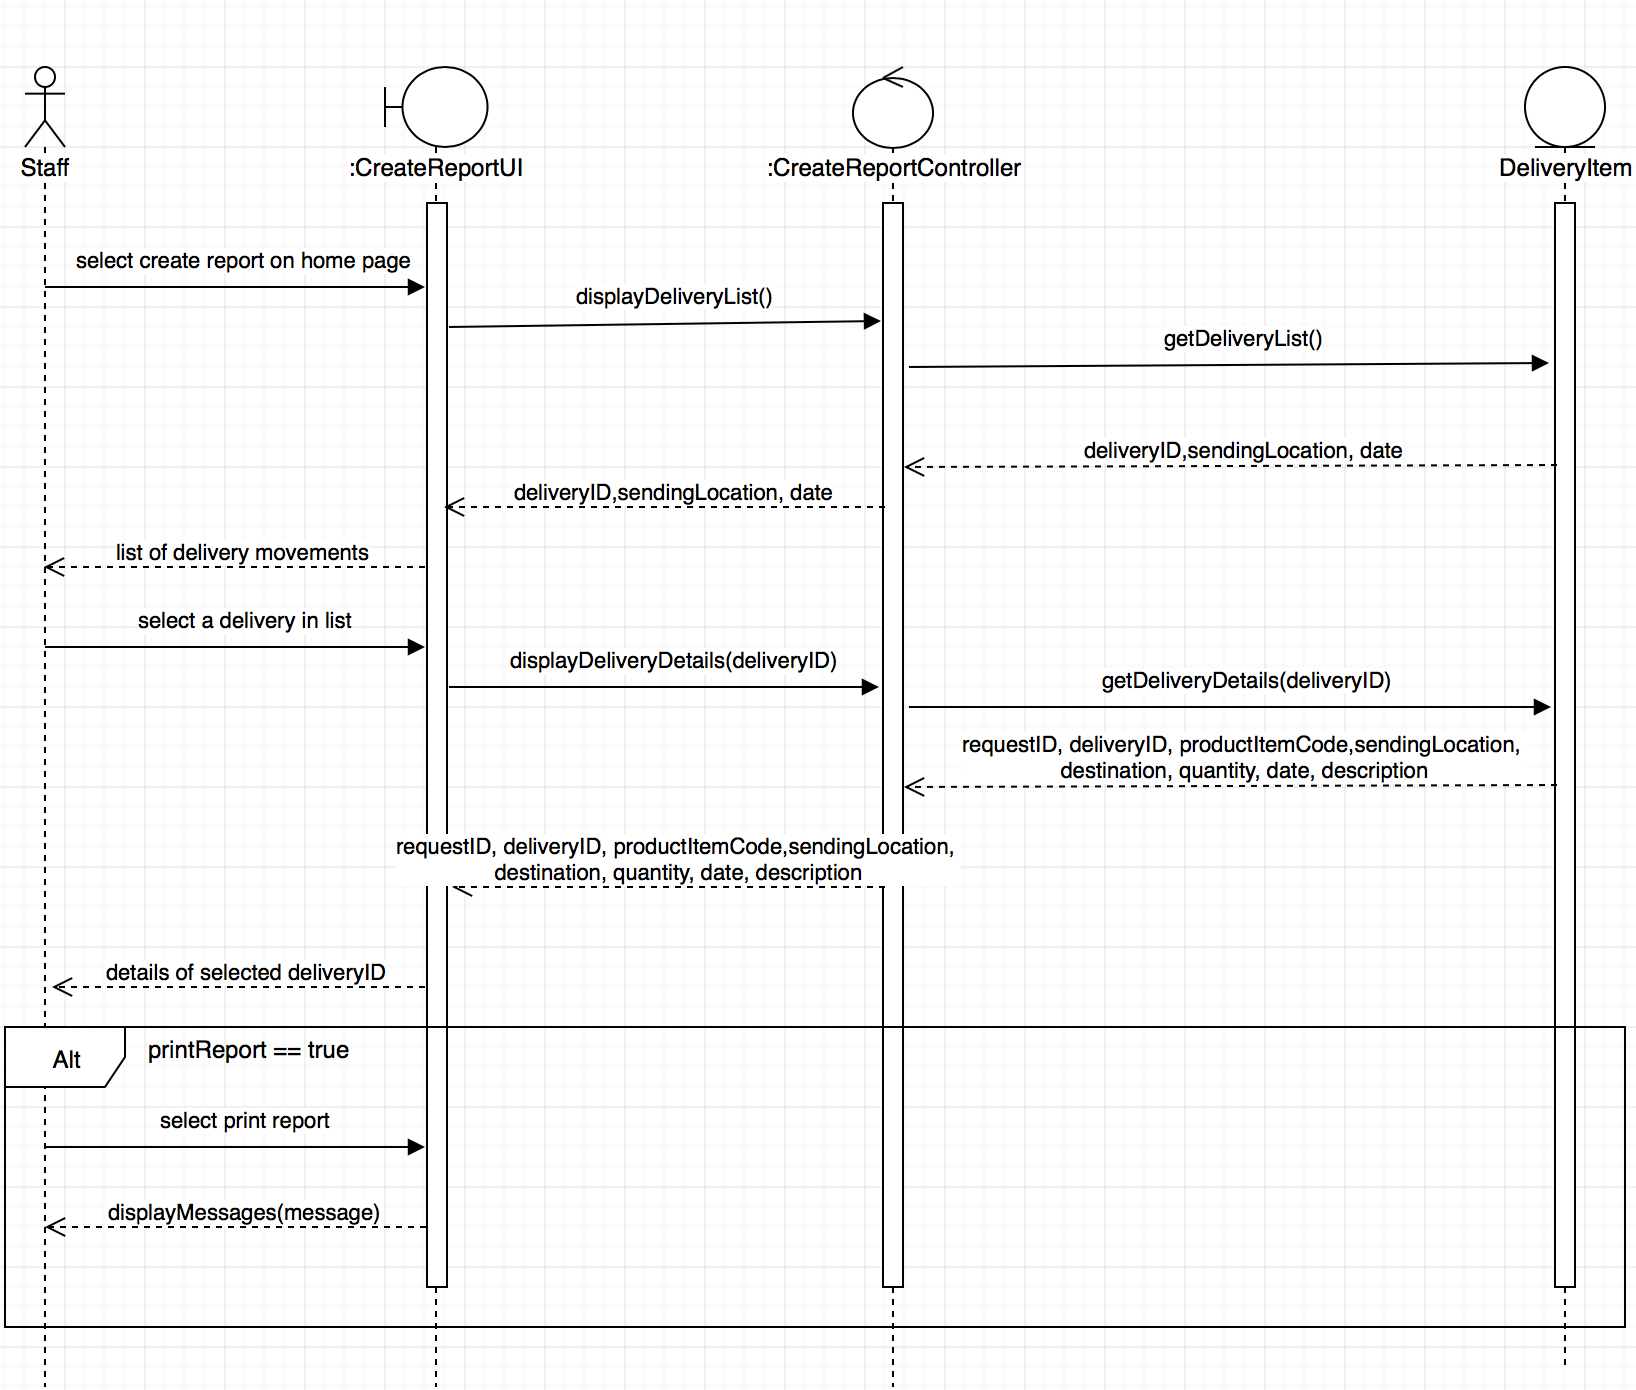 Staff
:CreateReportUI
:CreateReportController
DeliveryItem
select create report on home page
displayDeliveryList()
getDeliveryList()
deliveryID,sendingLocation, date
deliveryID,sendingLocation, date
list of delivery movements
select a delivery in list
displayDeliveryDetails(deliveryID)
getDeliveryDetails(deliveryID)
requestID, deliveryID, productItemCode,sendingLocation,
destination, quantity, date, description
requestID, deliveryID, productItemCode,sendingLocation,
destination, quantity, date, description
details of selected deliveryID
Alt
printReport == true
select print report
displayMessages(message)